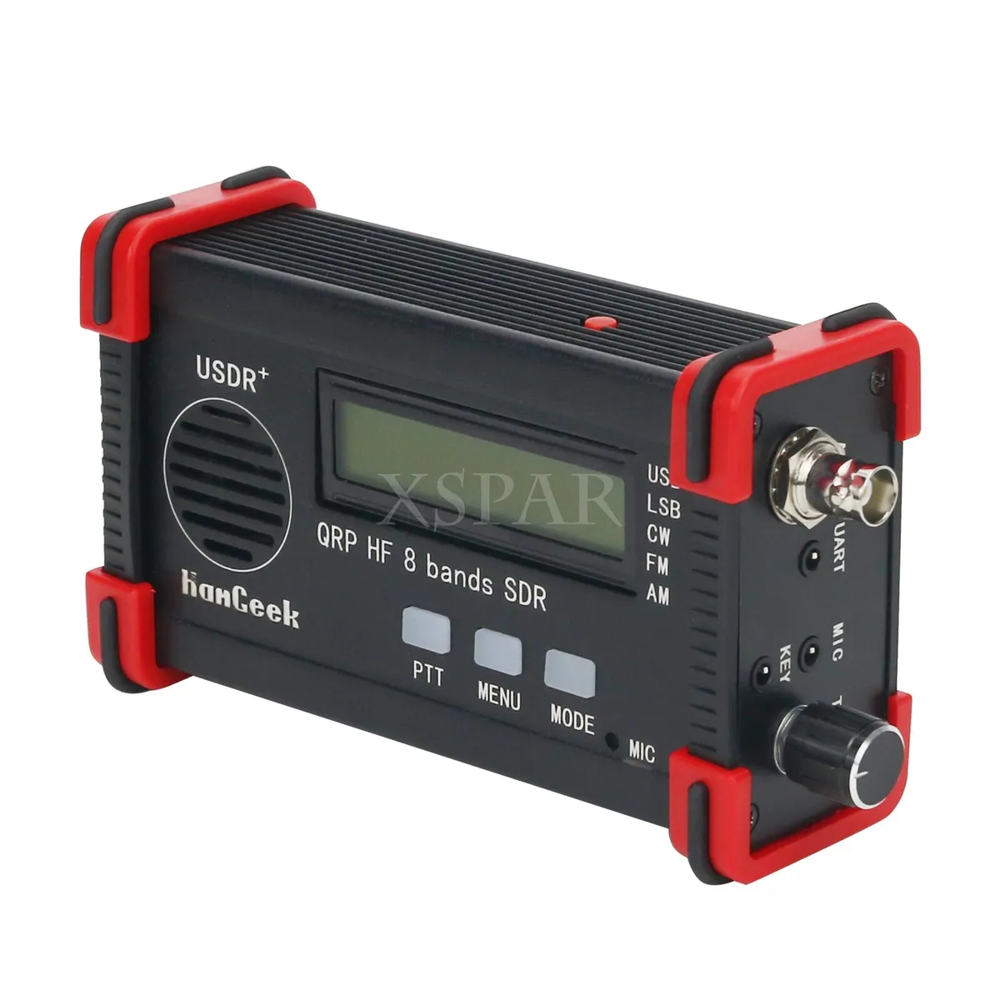 USDR+
XSPAR
QRP HF 8 bands SDR
HanGeek
LSB
CW
FM
AM
PTT
MENU
MODE
MIC
UART
MIC
KEY